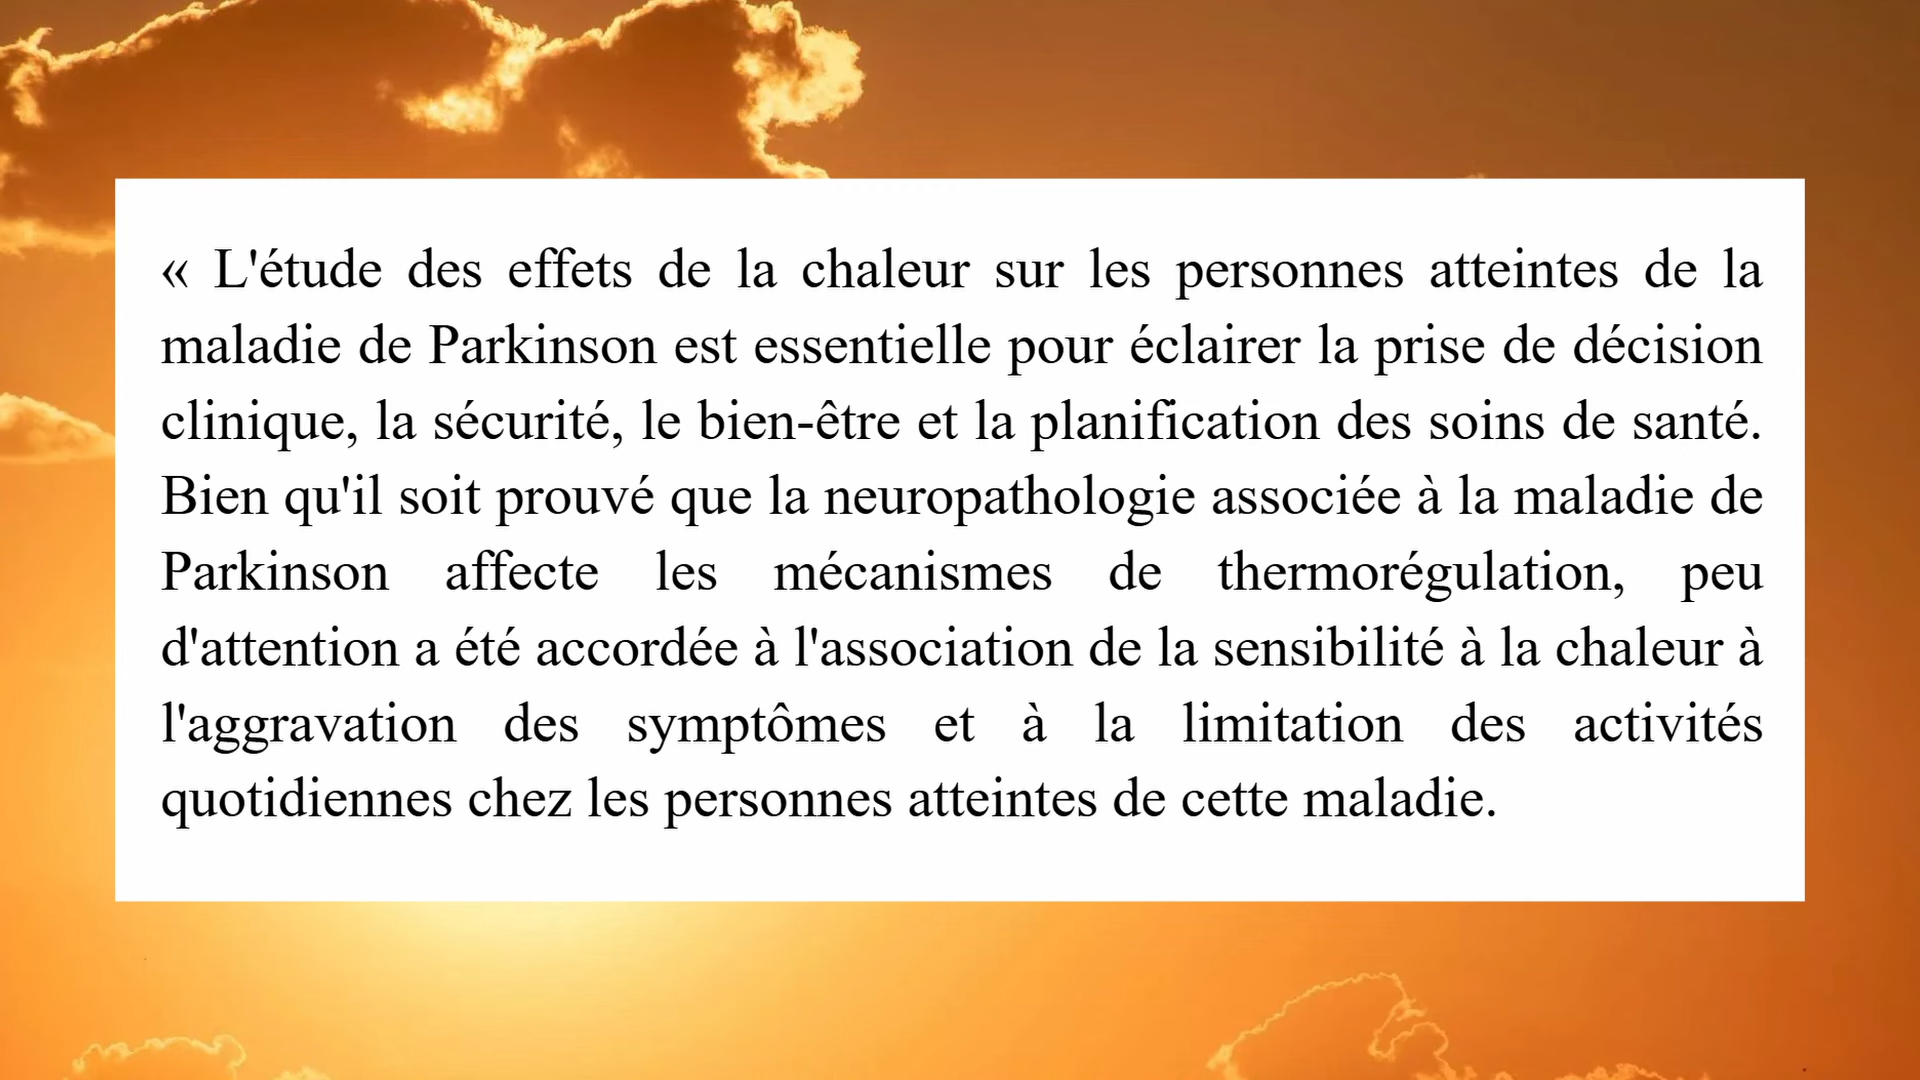 « L'étude des effets de la chaleur sur les personnes atteintes de la
maladie de Parkinson est essentielle pour éclairer la prise de décision
clinique, la sécurité, le bien-être et la planification des soins de santé.
Bien qu'il soit prouvé que la neuropathologie associée à la maladie de
Parkinson affecte les mécanismes de thermorégulation, peu
d'attention a été accordée à l'association de la sensibilité à la chaleur à
l'aggravation des symptômes et à la limitation des activités
quotidiennes chez les personnes atteintes de cette maladie.